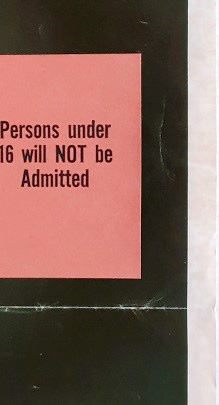 Persons under
16 will NOT be
Admitted